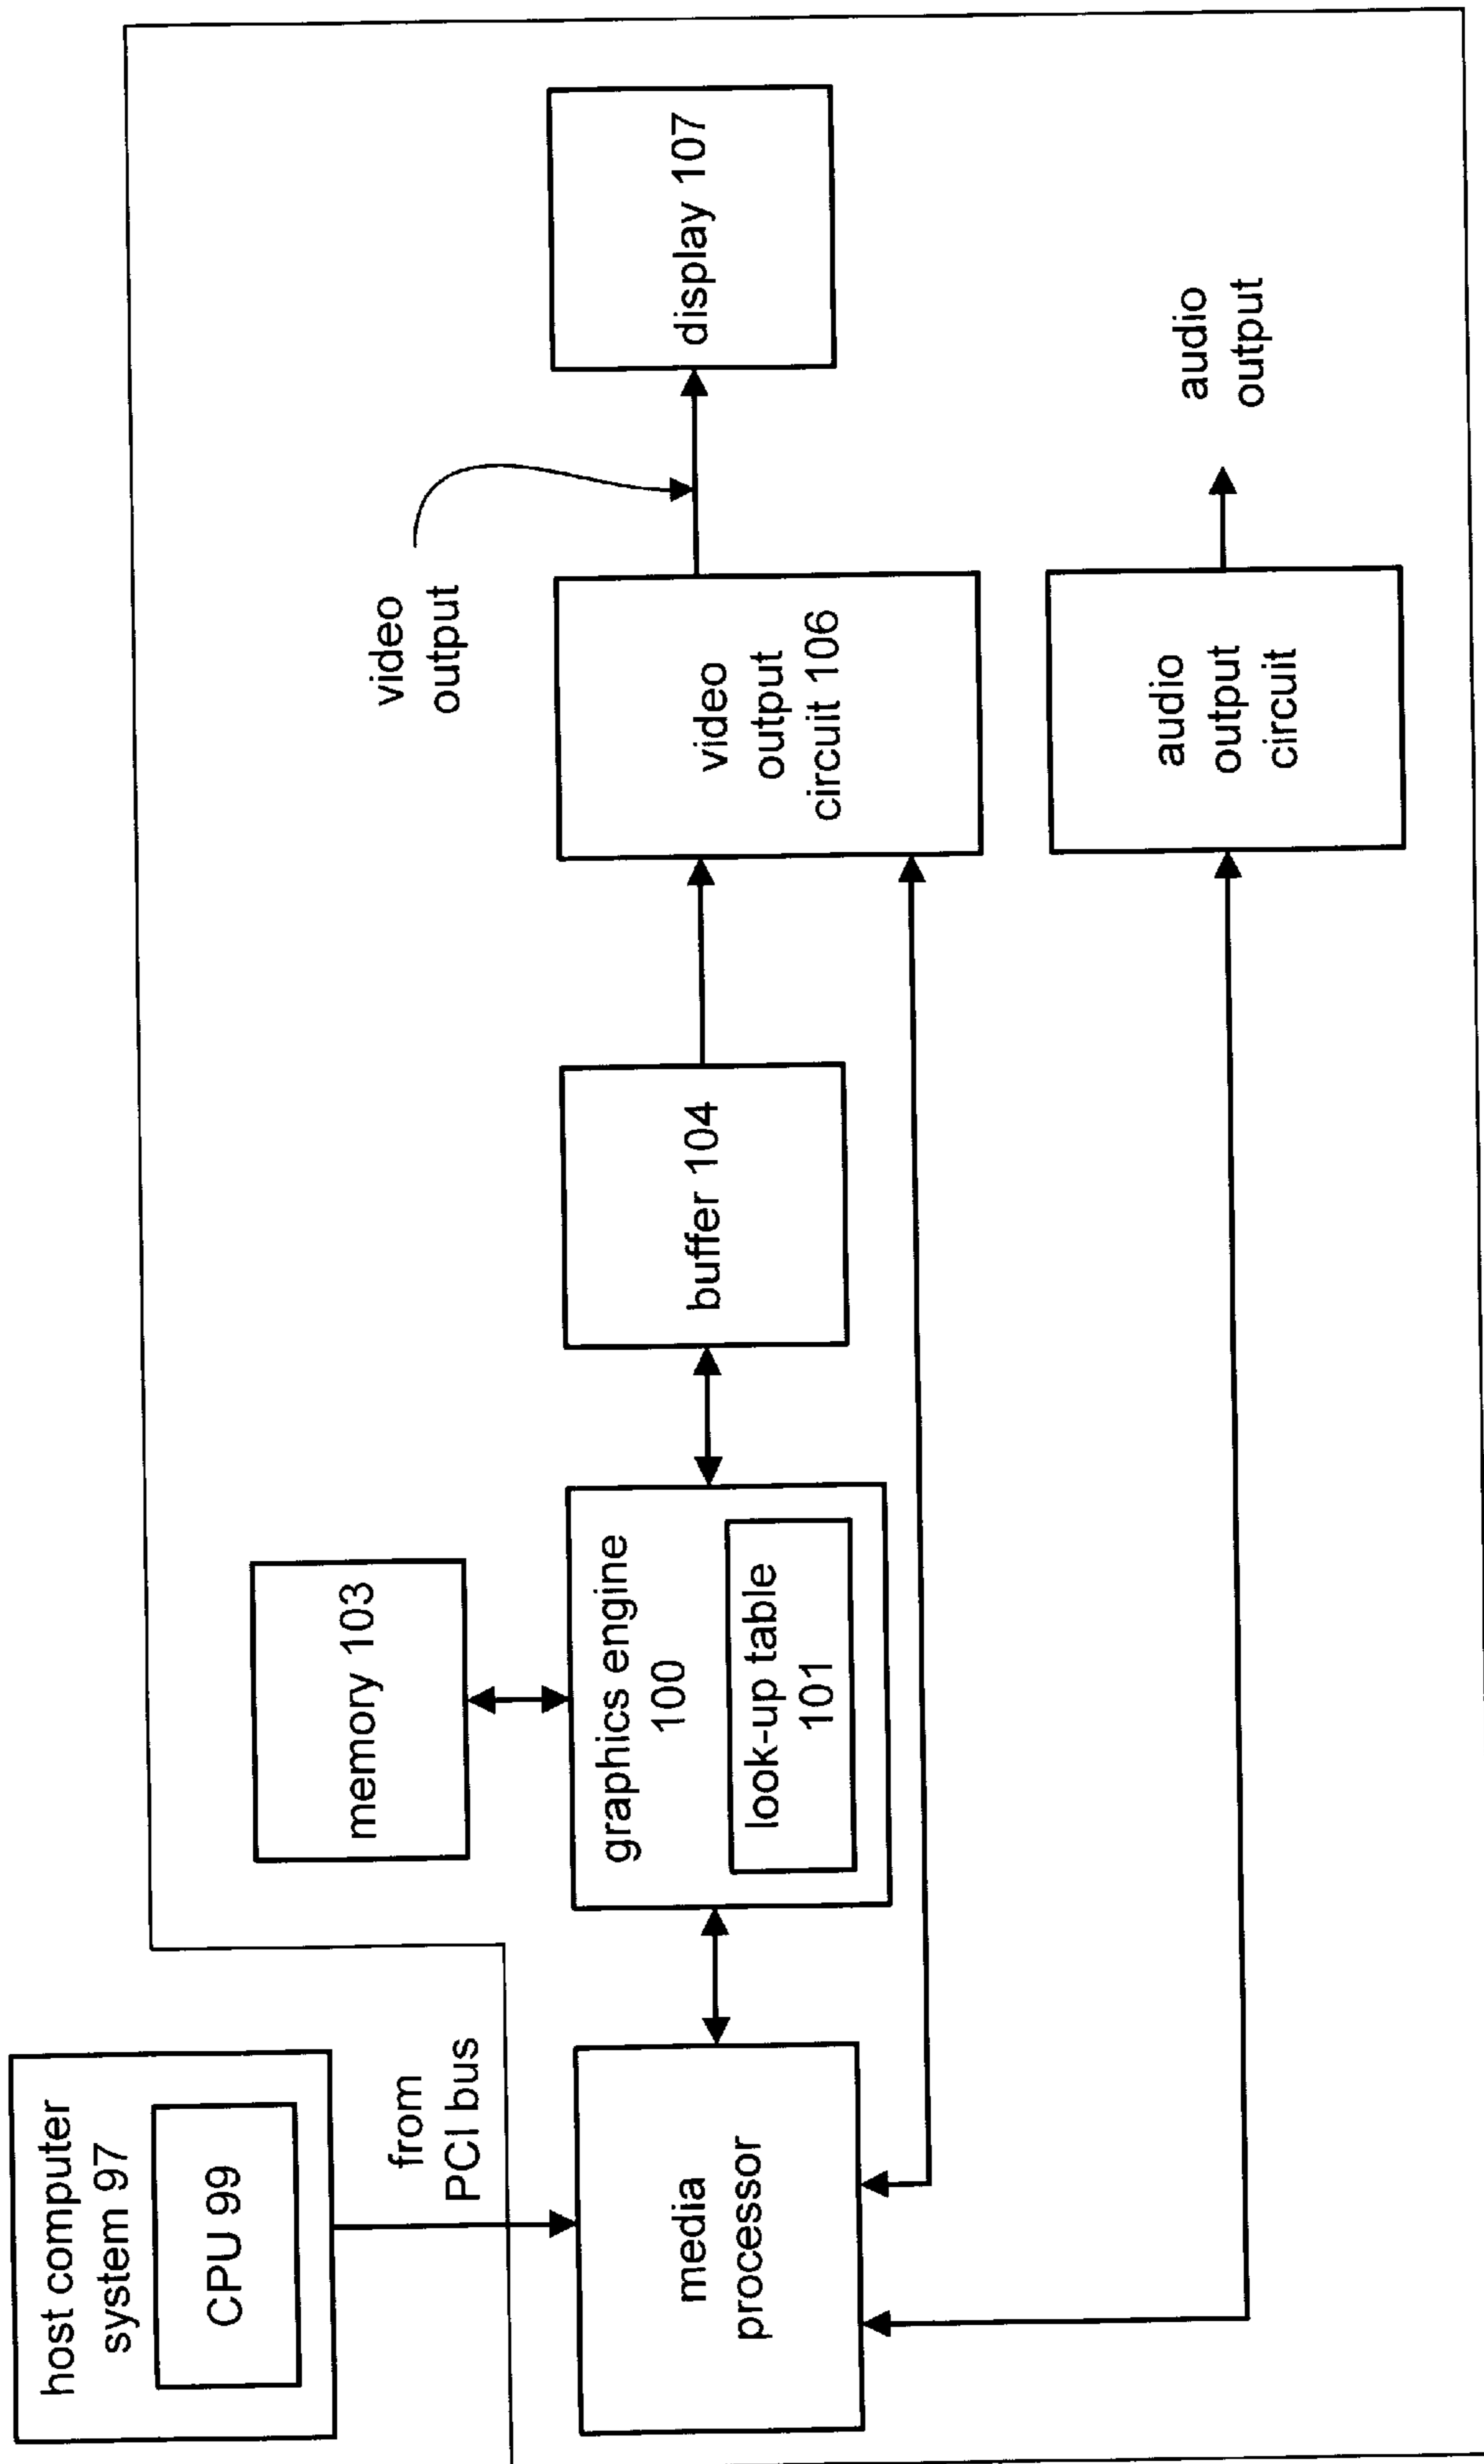 host computer
system 97
CPU 99
from
PCI bus
memory 103
media
processor
graphics engine
100
look-up table
101
buffer 104
video
output
video
output
circuit 106
display 107
audio
output
circuit
audio
output